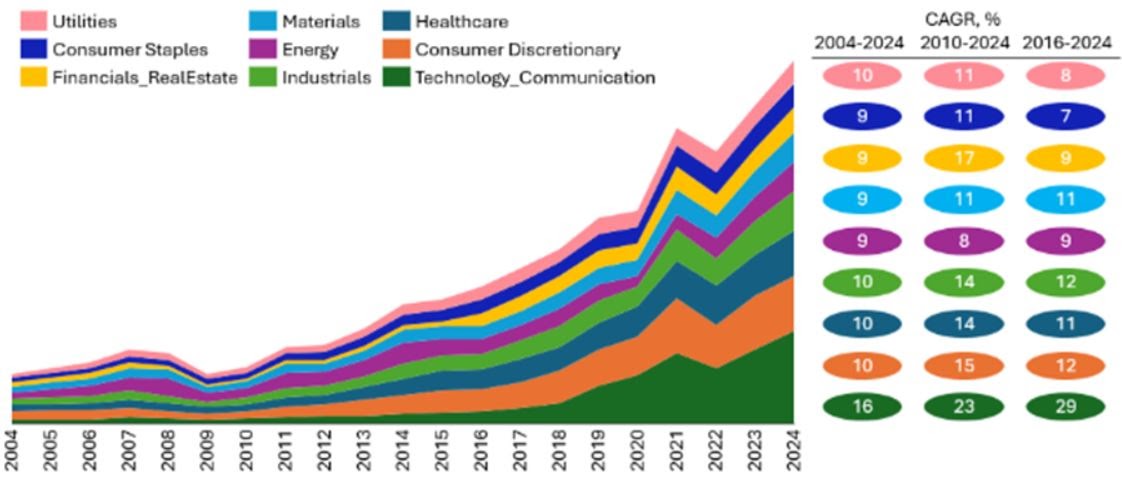 Utilities Materials Healthcare
Consumer Staples Energy Consumer Discretionary
Financials_RealEstate Industrials Technology_Communication
CAGR, %
2004-2024 2010-2024 2016-2024
10 11 8
9 11 7
9 17 9
9 11 11
9 8 9
10 14 12
10 14 11
10 15 12
16 23 29
2004 2005 2006 2007 2008 2009 2010 2011 2012 2013 2014 2015 2016 2017 2018 2019 2020 2021 2022 2023 2024